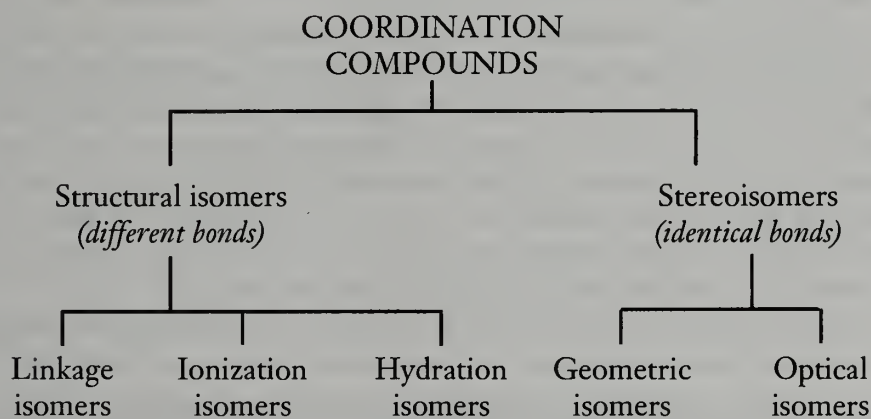 COORDINATION
COMPOUNDS
Structural isomers
(different bonds)
Stereoisomers
(identical bonds)
Linkage
isomers
Ionization
isomers
Hydration
isomers
Geometric
isomers
Optical
isomers